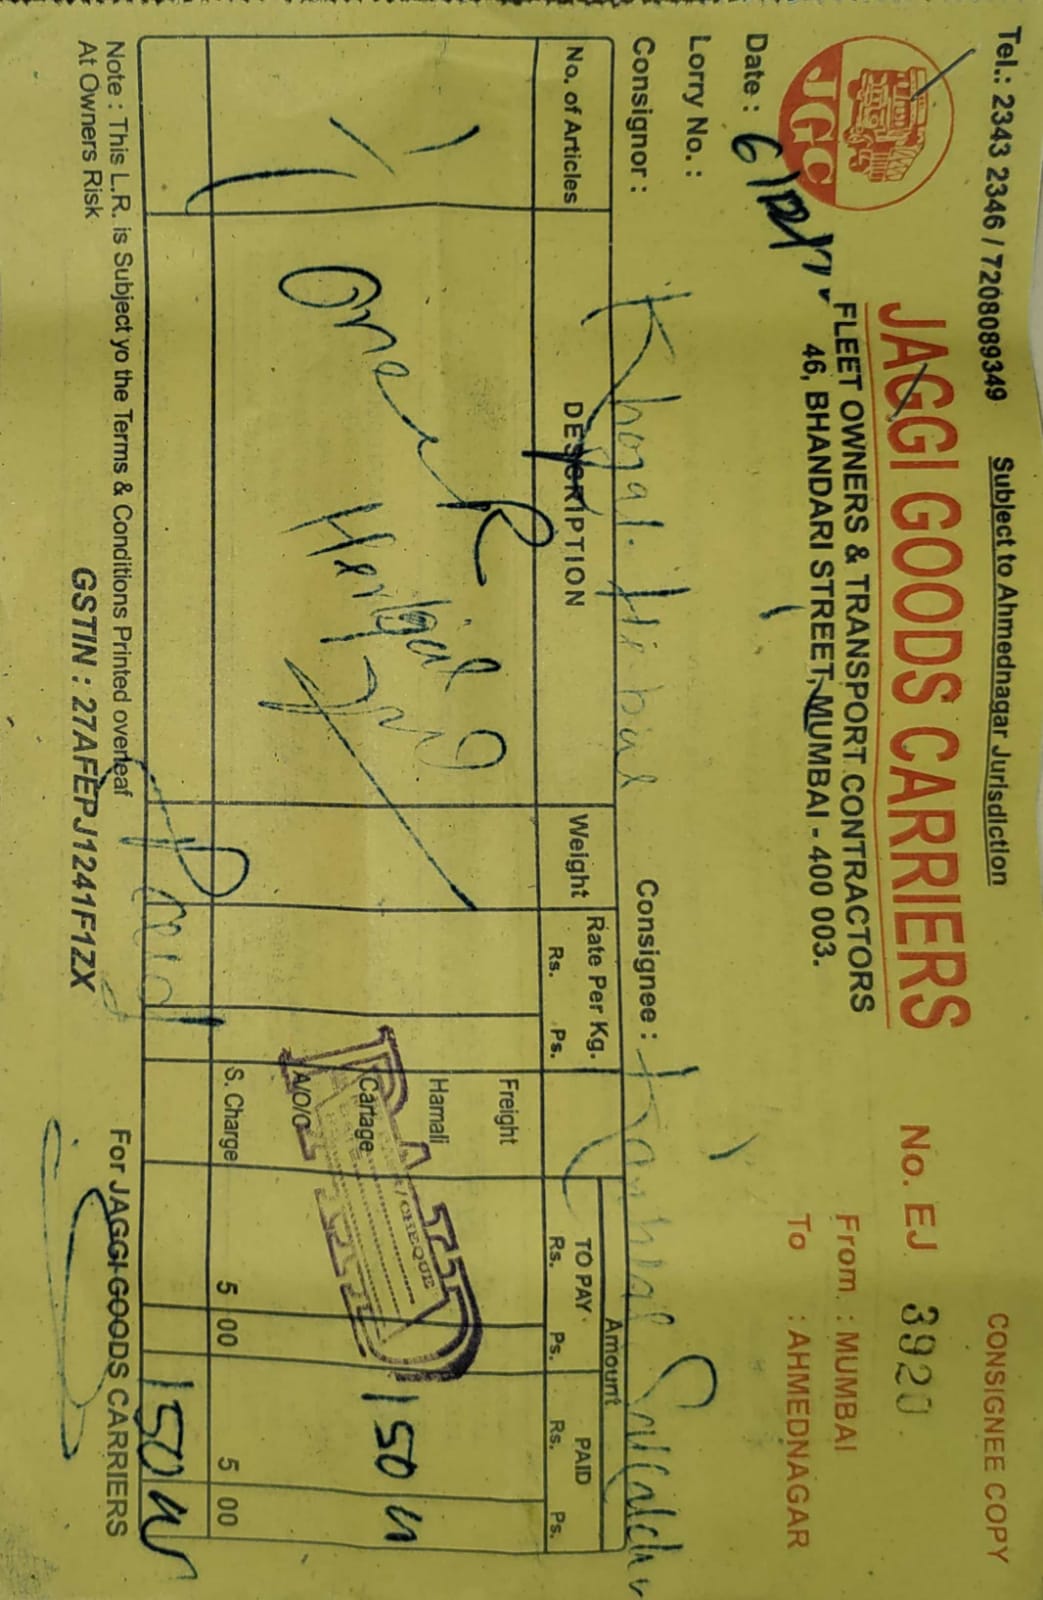 Tel.: 2343 2346 / 7208089349 Subject to Ahmednagar Jurisdiction CONSIGNEE COPY
JGC
JAGGI GOODS CARRIERS No. EJ 3920
FLEET OWNERS & TRANSPORT CONTRACTORS From : MUMBAI
46, BHANDARI STREET, MUMBAI - 400 003. To : AHMEDNAGAR
Date : 6/12/
Lorry No. :
Consignor : Consignee :
No. of Articles DESCRIPTION Weight Rate Per Kg. Amount
Rs. Ps. TO PAY PAID
Rs. Ps. Rs. Ps.
1 One Freight
Herbal Hamali
Cartage 150
A/O/C
PAID
/CHEQUE
S. Charge 5 00 5 00
Paid 150
Note : This L.R. is Subject yo the Terms & Conditions Printed overleaf For JAGGI GOODS CARRIERS
At Owners Risk
GSTIN : 27AFEPJ1241F1ZX